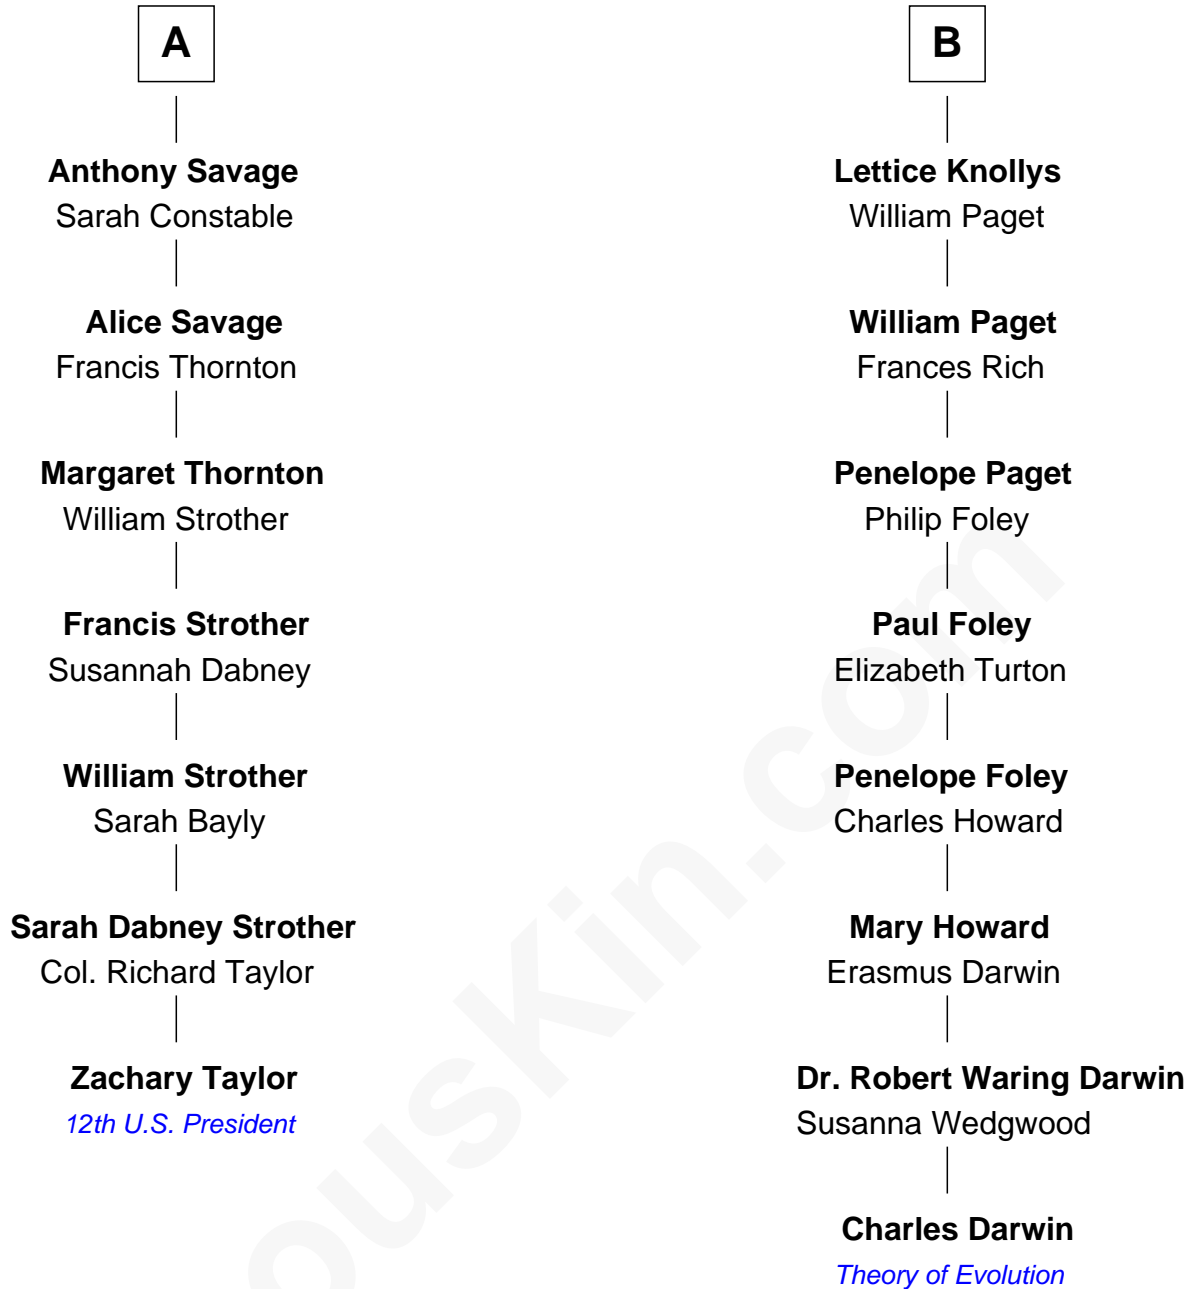 A
Anthony Savage
Sarah Constable
Alice Savage
Francis Thornton
Margaret Thornton
William Strother
Francis Strother
Susannah Dabney
William Strother
Sarah Bayly
Sarah Dabney Strother
Col. Richard Taylor
Zachary Taylor
12th U.S. President
B
Lettice Knollys
William Paget
William Paget
Frances Rich
Penelope Paget
Philip Foley
Paul Foley
Elizabeth Turton
Penelope Foley
Charles Howard
Mary Howard
Erasmus Darwin
Dr. Robert Waring Darwin
Susanna Wedgwood
Charles Darwin
Theory of Evolution
ousKin.com